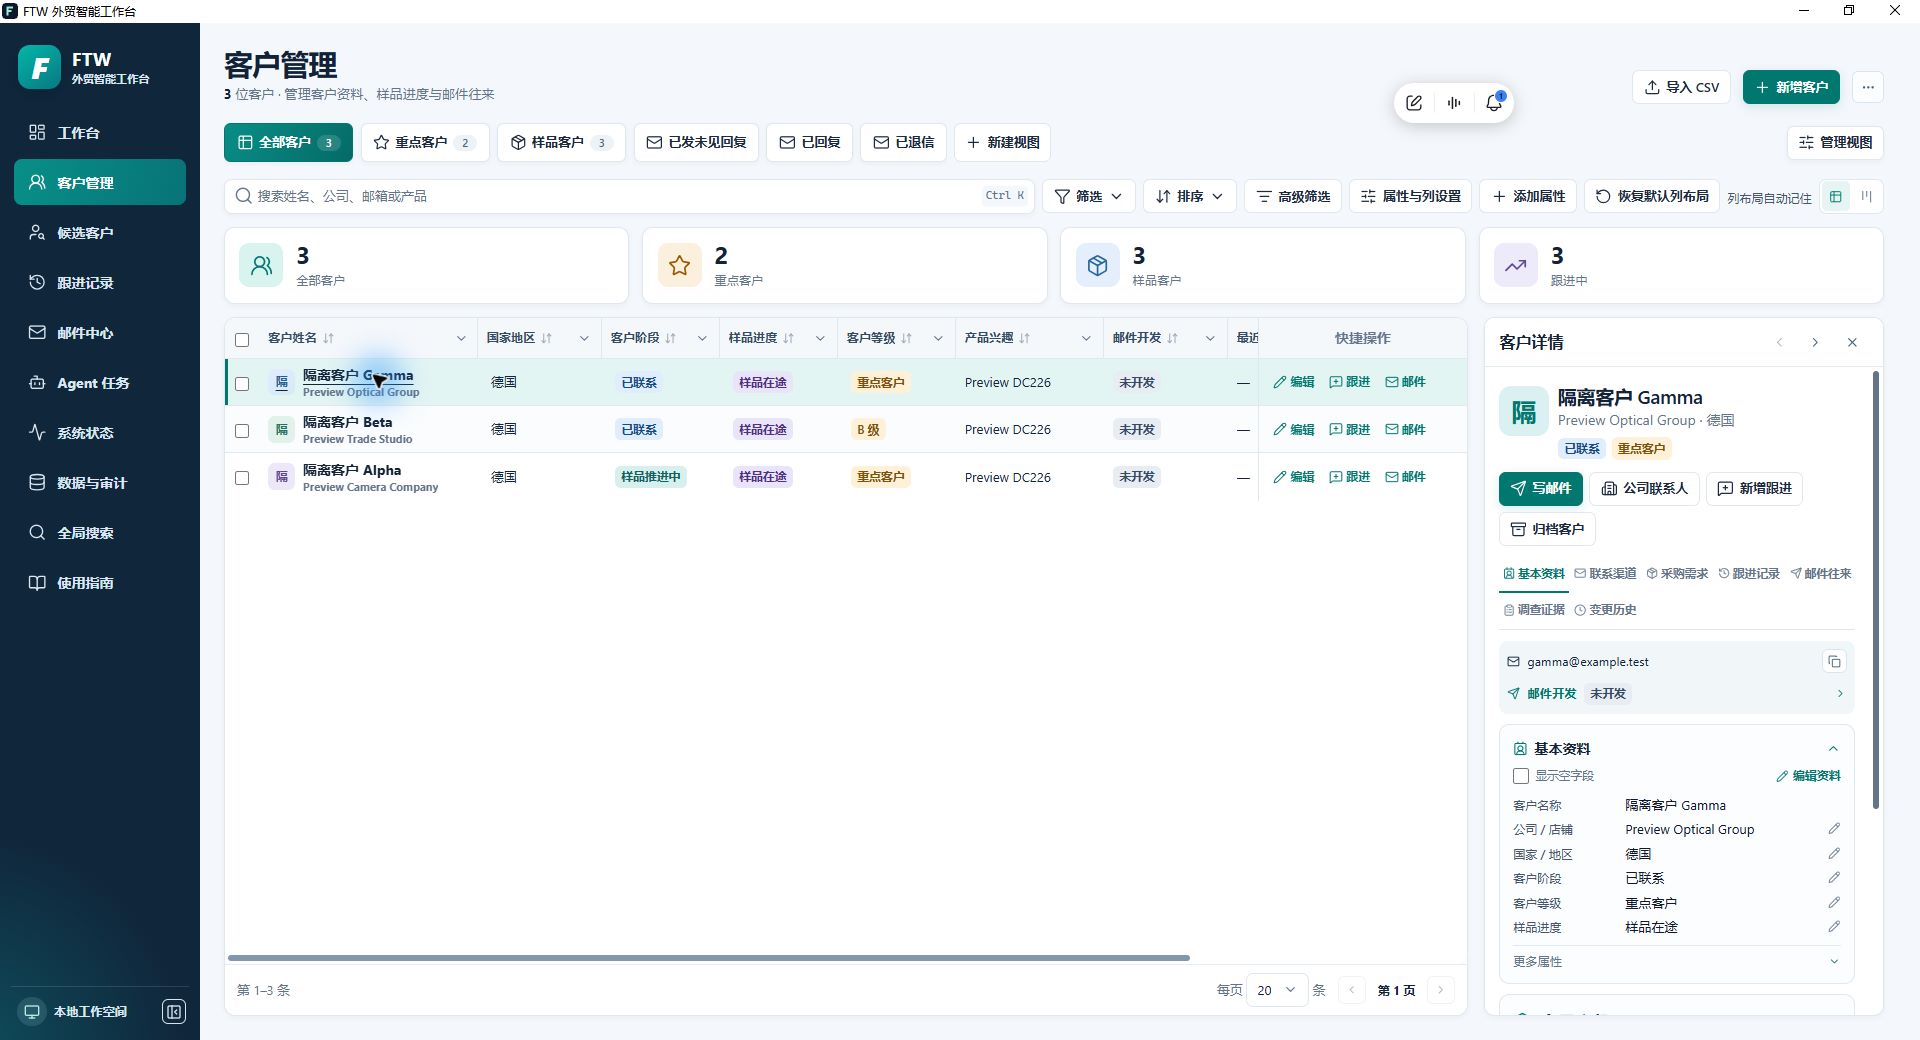 FTW 外贸智能工作台
FTW
外贸智能工作台
工作台
客户管理
候选客户
跟进记录
邮件中心
Agent 任务
系统状态
数据与审计
全局搜索
使用指南
本地工作空间
客户管理
3 位客户 · 管理客户资料、样品进度与邮件往来
1
导入 CSV
新增客户
全部客户 3
重点客户 2
样品客户 3
已发未见回复
已回复
已退信
新建视图
管理视图
搜索姓名、公司、邮箱或产品 Ctrl K
筛选
排序
高级筛选
属性与列设置
添加属性
恢复默认列布局
列布局自动记住
3
全部客户
2
重点客户
3
样品客户
3
跟进中
客户姓名 国家地区 客户阶段 样品进度 客户等级 产品兴趣 邮件开发 最近 快捷操作
隔 隔离客户 Gamma 德国 已联系 样品在途 重点客户 Preview DC226 未开发 — 编辑 跟进 邮件
Preview Optical Group
隔 隔离客户 Beta 德国 已联系 样品在途 B 级 Preview DC226 未开发 — 编辑 跟进 邮件
Preview Trade Studio
隔 隔离客户 Alpha 德国 样品推进中 样品在途 重点客户 Preview DC226 未开发 — 编辑 跟进 邮件
Preview Camera Company
第 1–3 条
每页 20 条 第 1 页
客户详情
隔
隔离客户 Gamma
Preview Optical Group · 德国
已联系 重点客户
写邮件 公司联系人 新增跟进
归档客户
基本资料 联系渠道 采购需求 跟进记录 邮件往来
调查证据 变更历史
gamma@example.test
邮件开发 未开发
基本资料
显示空字段 编辑资料
客户名称 隔离客户 Gamma
公司 / 店铺 Preview Optical Group
国家 / 地区 德国
客户阶段 已联系
客户等级 重点客户
样品进度 样品在途
更多属性